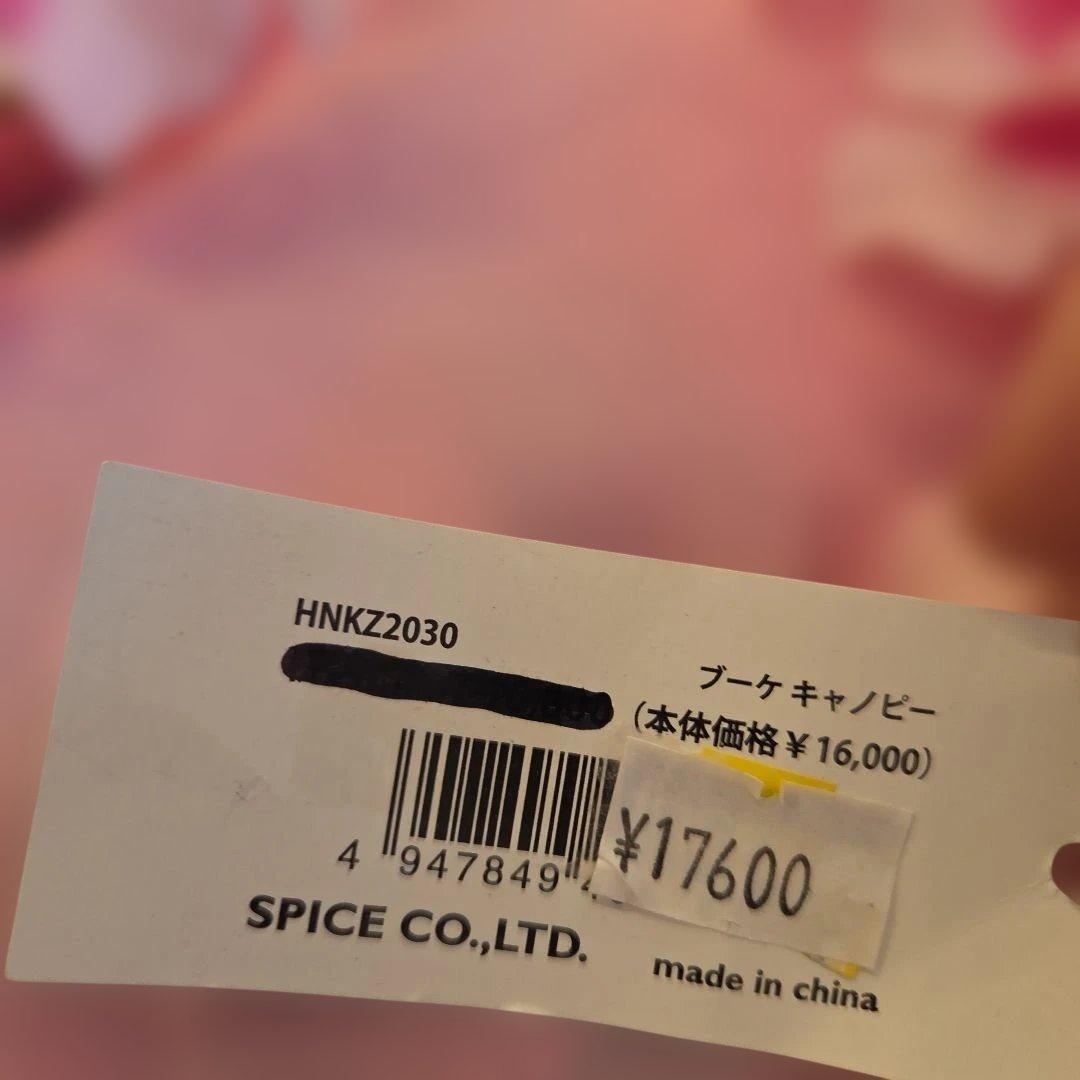 HNKZ2030
ブーケ キャノピー
(本体価格￥16,000)
¥17600
4 947849
SPICE CO.,LTD.
made in china